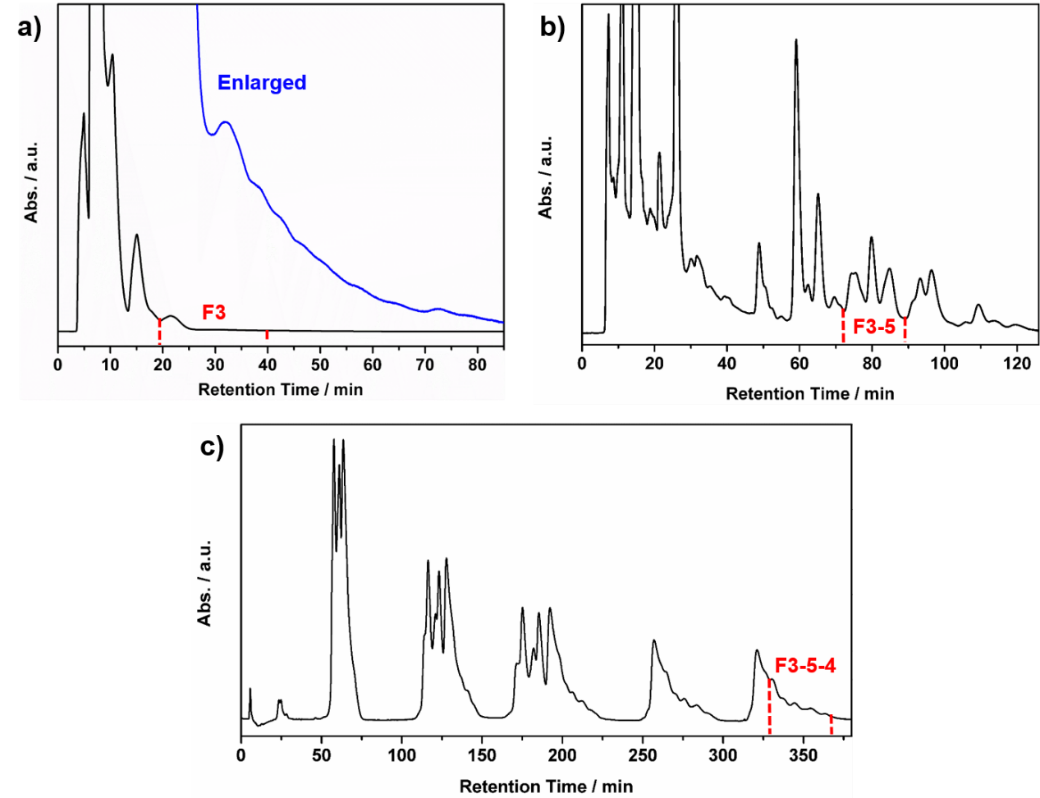 a)
Enlarged
F3
Abs. / a.u.
0 10 20 30 40 50 60 70 80
Retention Time / min
b)
F3-5
Abs. / a.u.
0 20 40 60 80 100 120
Retention Time / min
c)
F3-5-4
Abs. / a.u.
0 50 100 150 200 250 300 350
Retention Time / min